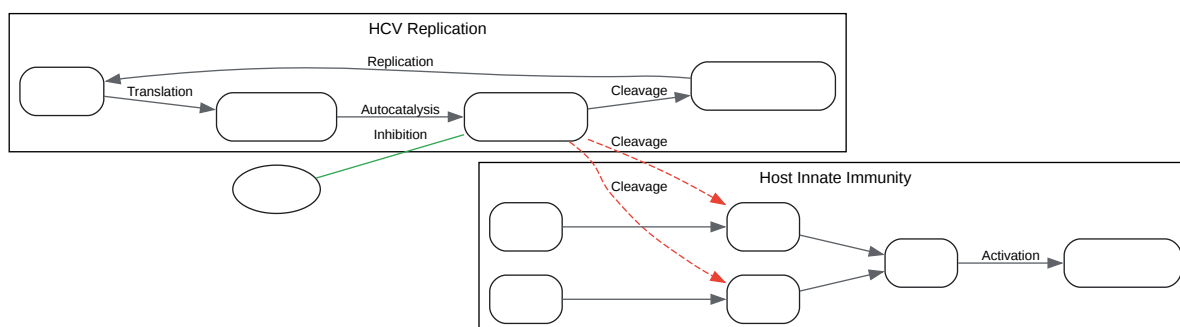 HCV Replication
Replication
Translation
Cleavage
Autocatalysis
Inhibition
Cleavage
Host Innate Immunity
Cleavage
Activation